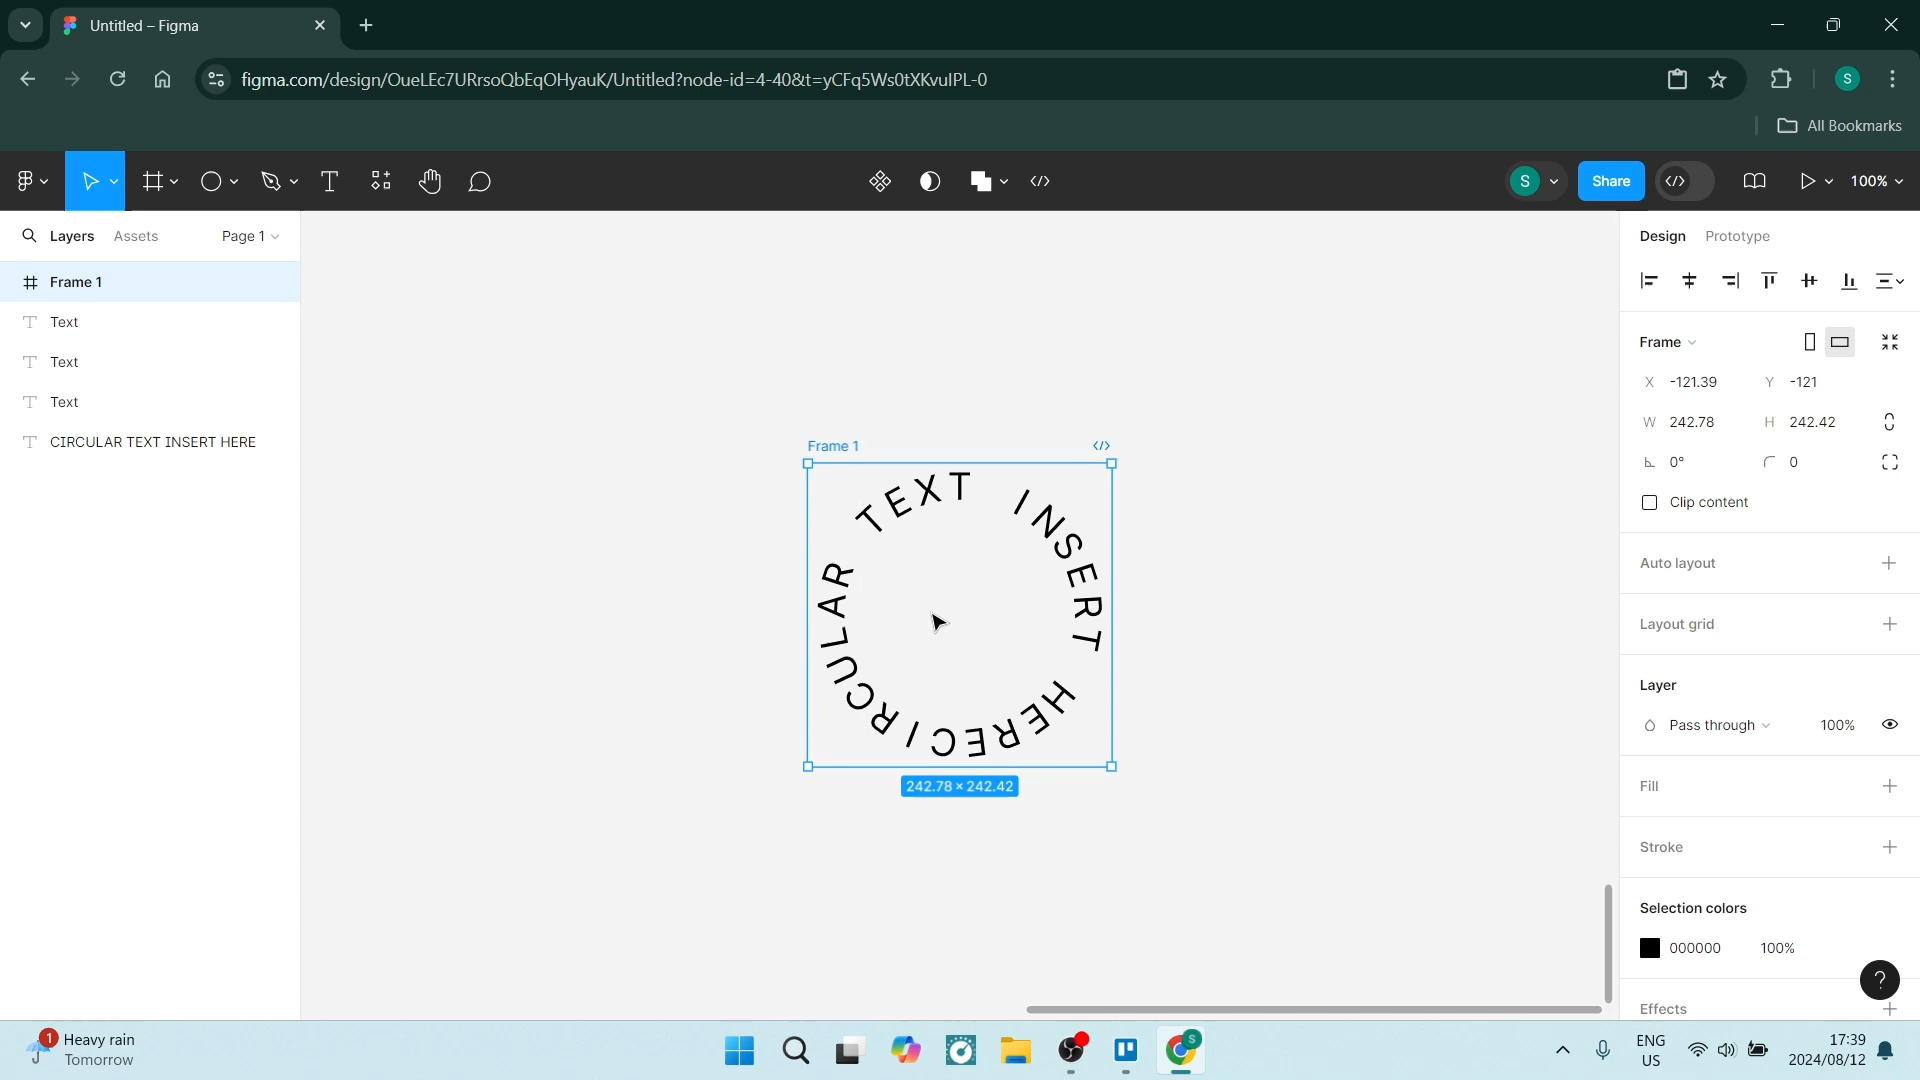 Untitled – Figma
figma.com/design/OueLEc7URrsoQbEqOHyauK/Untitled?node-id=4-40&t=yCFq5Ws0tXKvuIPL-0
S
All Bookmarks
S
Share
100%
Layers Assets Page 1
Frame 1
Text
Text
Text
CIRCULAR TEXT INSERT HERE
Frame 1
CIRCULAR TEXT INSERT HERE
242.78 × 242.42
Design Prototype
Frame
X -121.39 Y -121
W 242.78 H 242.42
0° 0
Clip content
Auto layout
Layout grid
Layer
Pass through 100%
Fill
Stroke
Selection colors
000000 100%
Effects
?
1
Heavy rain
Tomorrow
S
ENG
US
17:39
2024/08/12